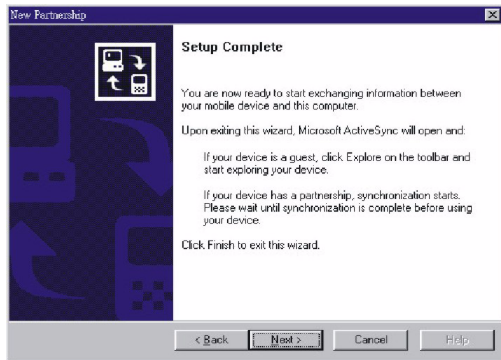 New Partnership
Setup Complete
You are now ready to start exchanging information between
your mobile device and this computer.
Upon exiting this wizard, Microsoft ActiveSync will open and:
If your device is a guest, click Explore on the toolbar and
start exploring your device.
If your device has a partnership, synchronization starts.
Please wait until synchronization is complete before using
your device.
Click Finish to exit this wizard.
< Back Next > Cancel Help